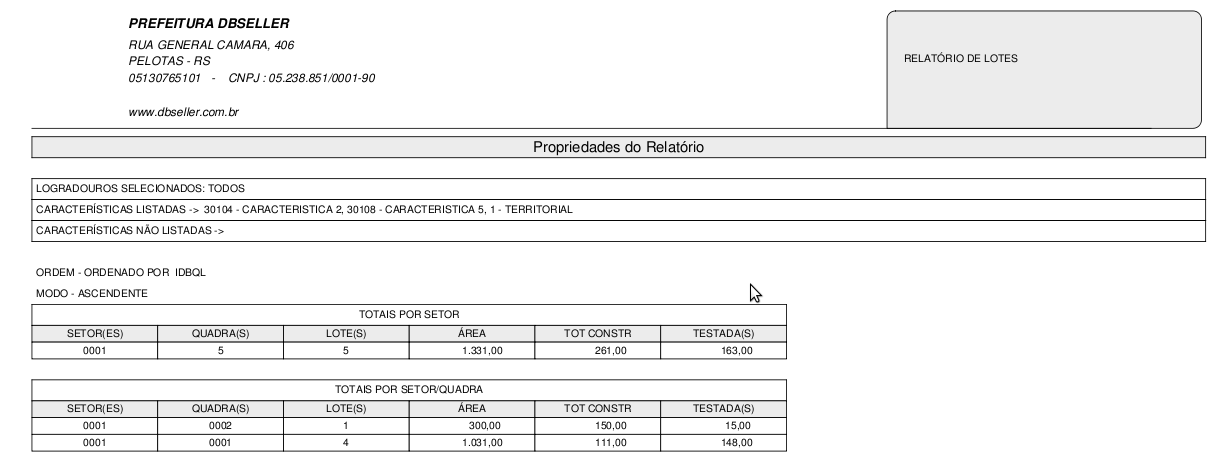 PREFEITURA DBSELLER
RUA GENERAL CAMARA, 406
PELOTAS - RS
05130765101 - CNPJ : 05.238.851/0001-90
www.dbseller.com.br
RELATÓRIO DE LOTES
Propriedades do Relatório
LOGRADOUROS SELECIONADOS: TODOS
CARACTERÍSTICAS LISTADAS -> 30104 - CARACTERISTICA 2, 30108 - CARACTERISTICA 5, 1 - TERRITORIAL
CARACTERÍSTICAS NÃO LISTADAS ->
ORDEM - ORDENADO POR IDBQL
MODO - ASCENDENTE
TOTAIS POR SETOR
SETOR(ES) QUADRA(S) LOTE(S) ÁREA TOT CONSTR TESTADA(S)
0001 5 5 1.331,00 261,00 163,00
TOTAIS POR SETOR/QUADRA
SETOR(ES) QUADRA(S) LOTE(S) ÁREA TOT CONSTR TESTADA(S)
0001 0002 1 300,00 150,00 15,00
0001 0001 4 1.031,00 111,00 148,00